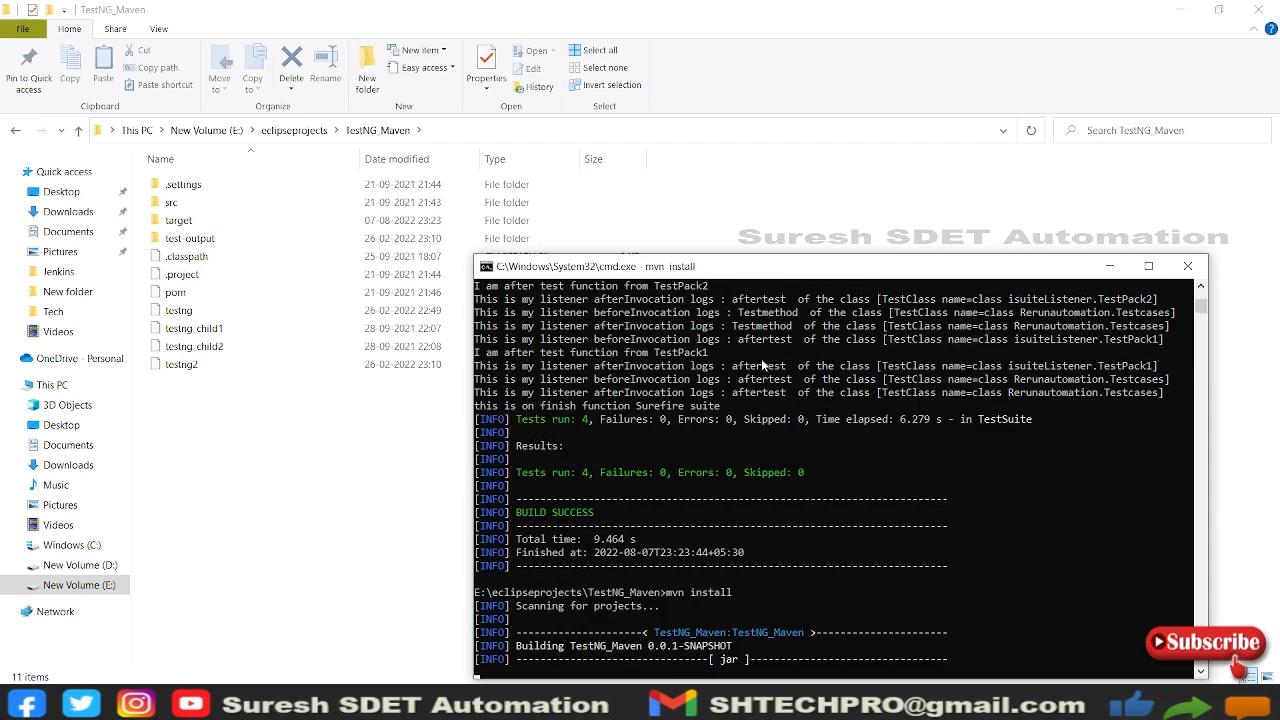 TestNG_Maven
File
Home
Share
View
Pin to Quick access
Copy
Paste
Cut
Copy path
Paste shortcut
Clipboard
Move to
Copy to
Delete
Rename
Organize
New folder
New item
Easy access
New
Properties
Open
Edit
History
Open
Select all
Select none
Invert selection
Select
This PC
New Volume (E:)
eclipseprojects
TestNG_Maven
Search TestNG_Maven
Quick access
Desktop
Downloads
Documents
Pictures
Jenkins
New folder
Tech
Videos
OneDrive - Personal
This PC
3D Objects
Desktop
Documents
Downloads
Music
Pictures
Videos
Windows (C:)
New Volume (D:)
New Volume (E:)
Network
Name Date modified Type Size
.settings 21-09-2021 21:44 File folder
src 21-09-2021 21:43 File folder
target 07-08-2022 23:23 File folder
test-output 26-02-2022 23:10 File folder
.classpath 25-09-2021 18:07
.project 21-09-2021 21:44
pom 21-09-2021 21:46
testng 26-02-2022 22:49
testng_child1 28-09-2021 22:07
testng_child2 28-09-2021 22:08
testng2 26-02-2022 23:10
Suresh SDET Automation
C:\Windows\System32\cmd.exe - mvn install
I am after test function from TestPack2
This is my listener afterInvocation logs : aftertest of the class [TestClass name=class isuiteListener.TestPack2]
This is my listener beforeInvocation logs : Testmethod of the class [TestClass name=class Rerunautomation.Testcases]
This is my listener afterInvocation logs : Testmethod of the class [TestClass name=class Rerunautomation.Testcases]
This is my listener beforeInvocation logs : aftertest of the class [TestClass name=class isuiteListener.TestPack1]
I am after test function from TestPack1
This is my listener afterInvocation logs : aftertest of the class [TestClass name=class isuiteListener.TestPack1]
This is my listener beforeInvocation logs : aftertest of the class [TestClass name=class Rerunautomation.Testcases]
This is my listener afterInvocation logs : aftertest of the class [TestClass name=class Rerunautomation.Testcases]
this is on finish function Surefire suite
[INFO] Tests run: 4, Failures: 0, Errors: 0, Skipped: 0, Time elapsed: 6.279 s - in TestSuite
[INFO]
[INFO] Results:
[INFO]
[INFO] Tests run: 4, Failures: 0, Errors: 0, Skipped: 0
[INFO]
[INFO] ------------------------------------------------------------------------
[INFO] BUILD SUCCESS
[INFO] ------------------------------------------------------------------------
[INFO] Total time:  9.464 s
[INFO] Finished at: 2022-08-07T23:23:44+05:30
[INFO] ------------------------------------------------------------------------
E:\eclipseprojects\TestNG_Maven>mvn install
[INFO] Scanning for projects...
[INFO]
[INFO] ---------------------< TestNG_Maven:TestNG_Maven >----------------------
[INFO] Building TestNG_Maven 0.0.1-SNAPSHOT
[INFO] --------------------------------[ jar ]---------------------------------
Subscribe
11 items
Suresh SDET Automation
SHTECHPRO@gmail.com